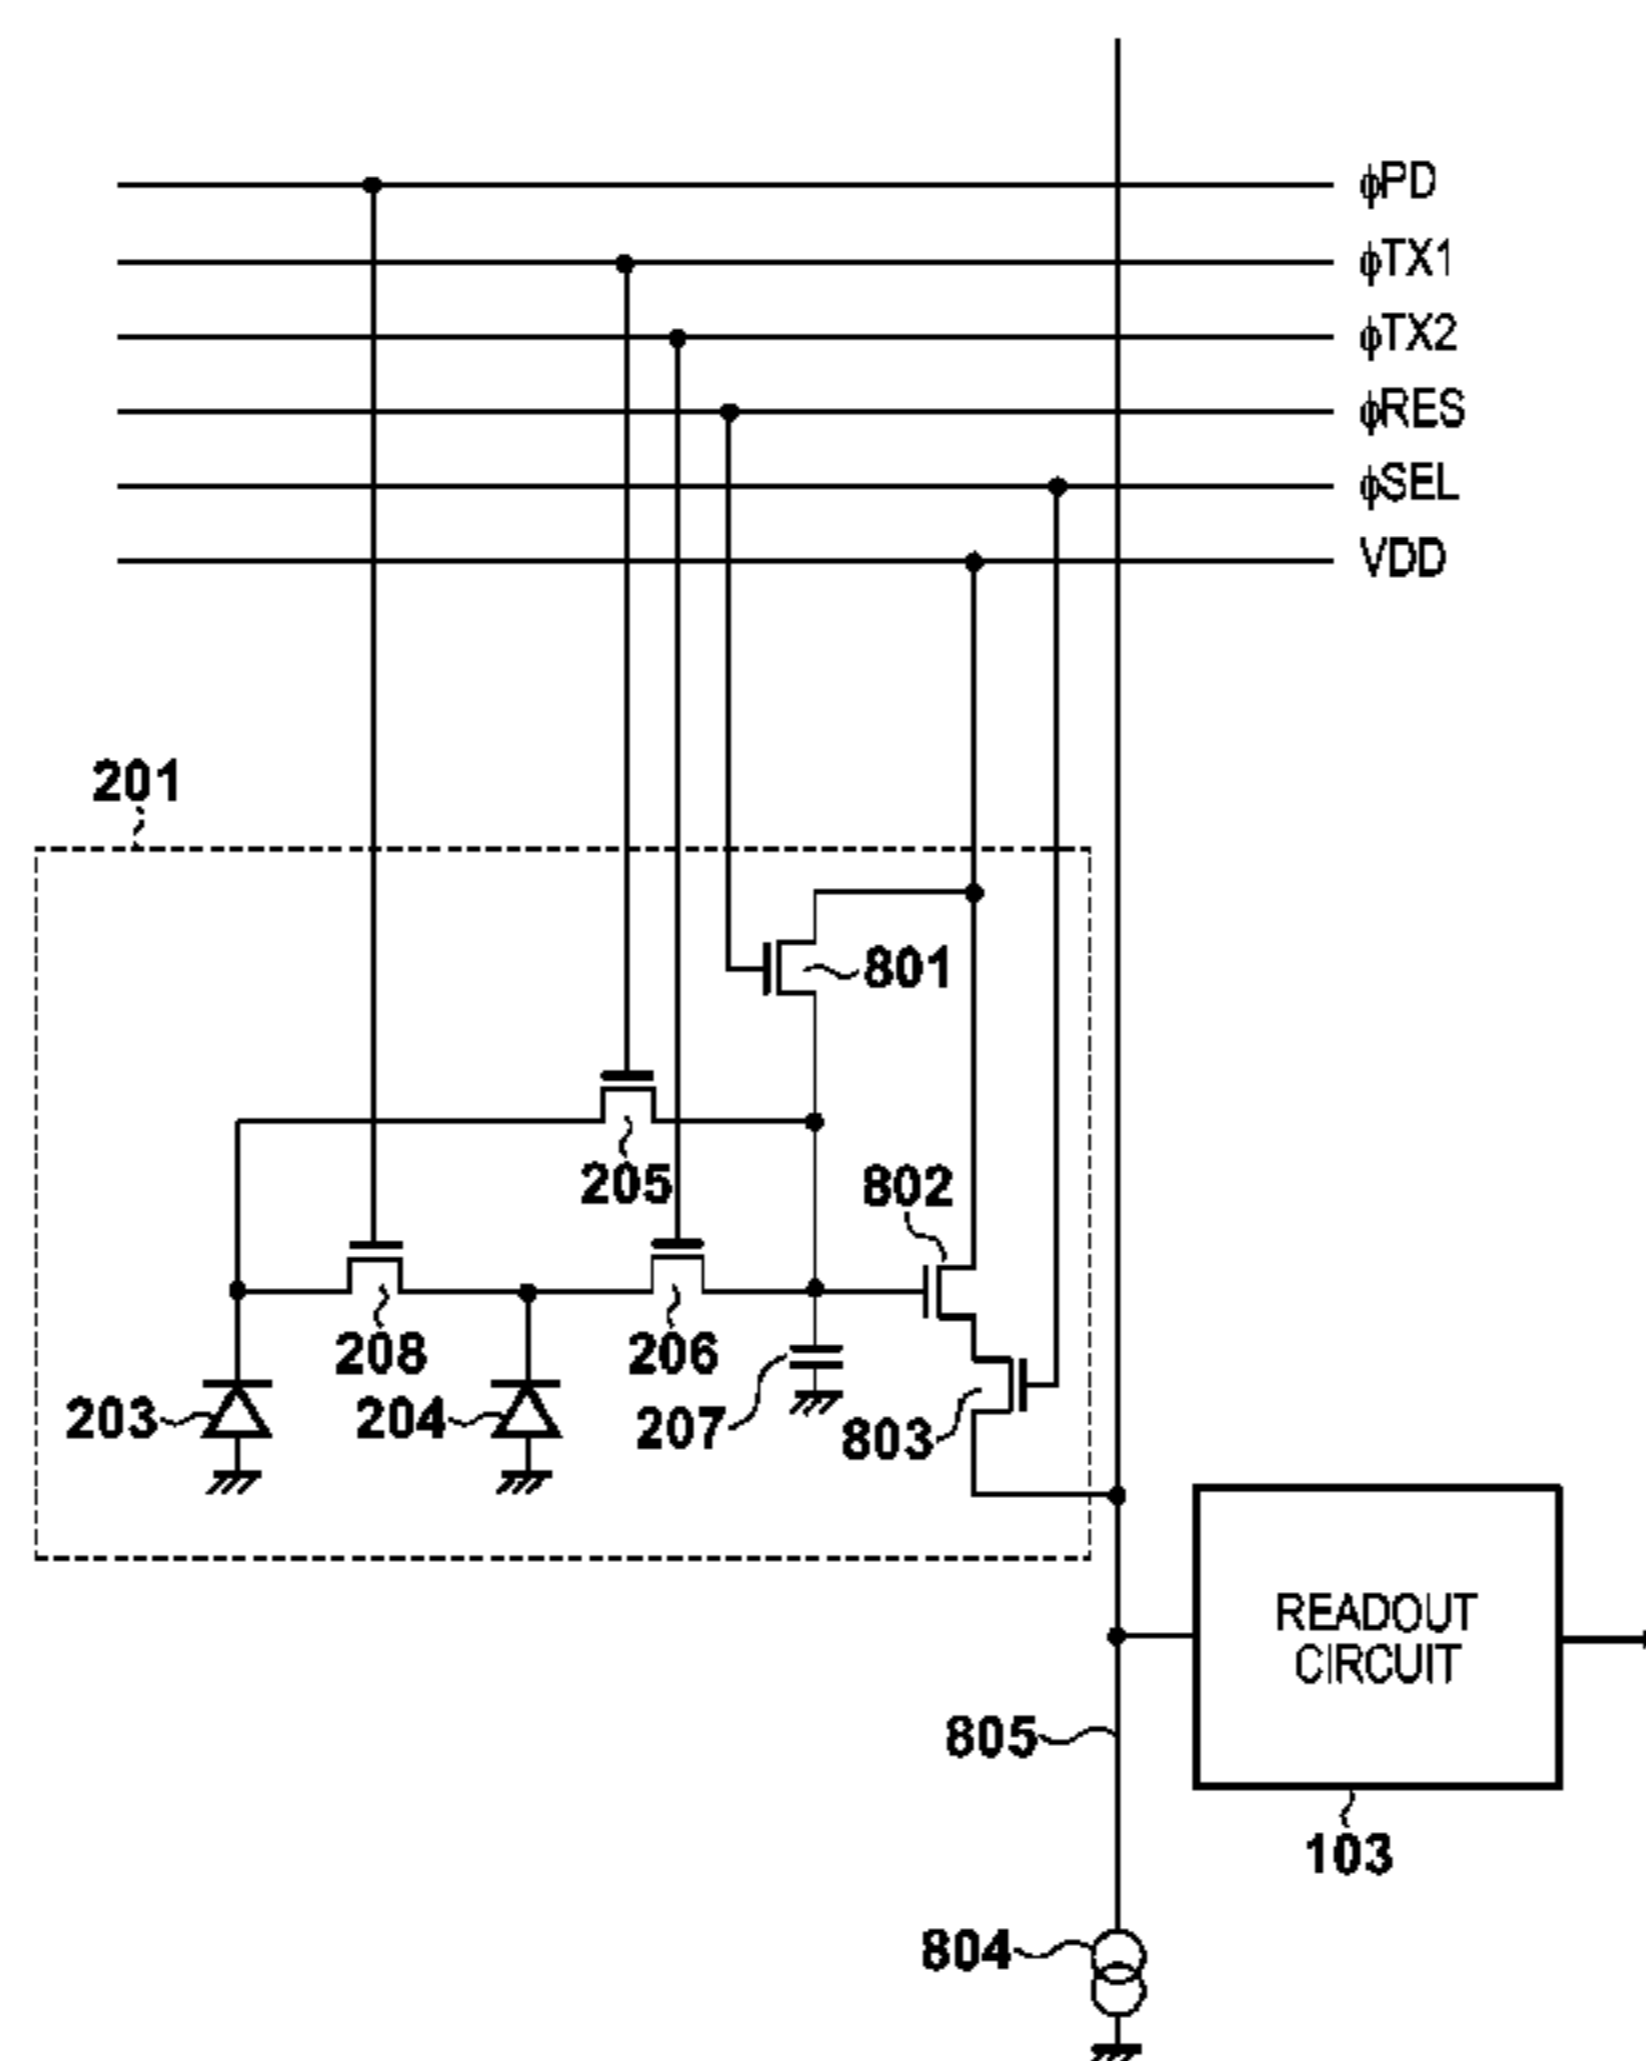 ϕPD
ϕTX1
ϕTX2
ϕRES
ϕSEL
VDD
201
801
205
802
208
206
203
204
207
803
READOUT
CIRCUIT
805
103
804